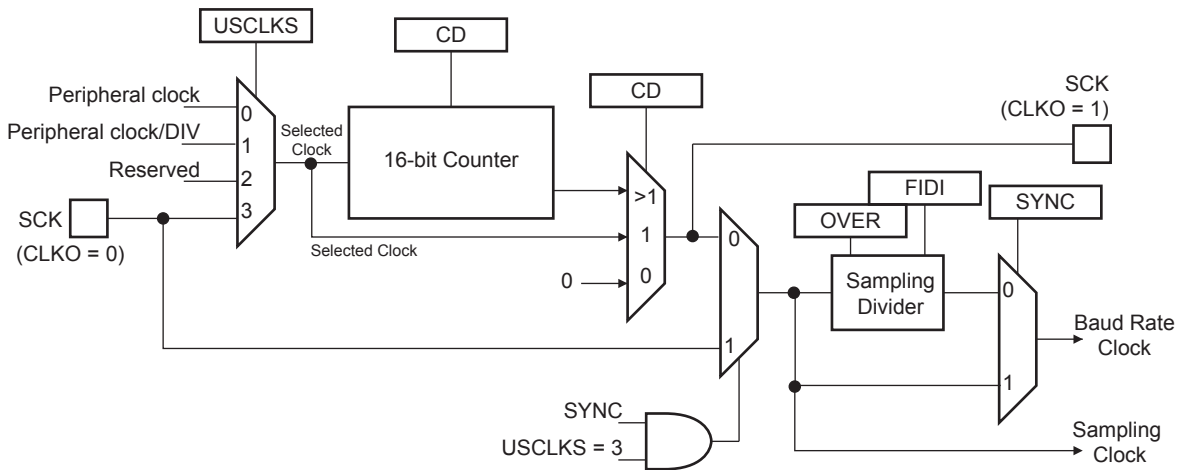 USCLKS
CD
CD
SCK
(CLKO = 1)
Peripheral clock
Peripheral clock/DIV
Reserved
SCK
(CLKO = 0)
0
1
2
3
Selected
Clock
16-bit Counter
Selected Clock
0
>1
1
0
0
1
SYNC
USCLKS = 3
OVER
FIDI
SYNC
Sampling
Divider
0
1
Baud Rate
Clock
Sampling
Clock